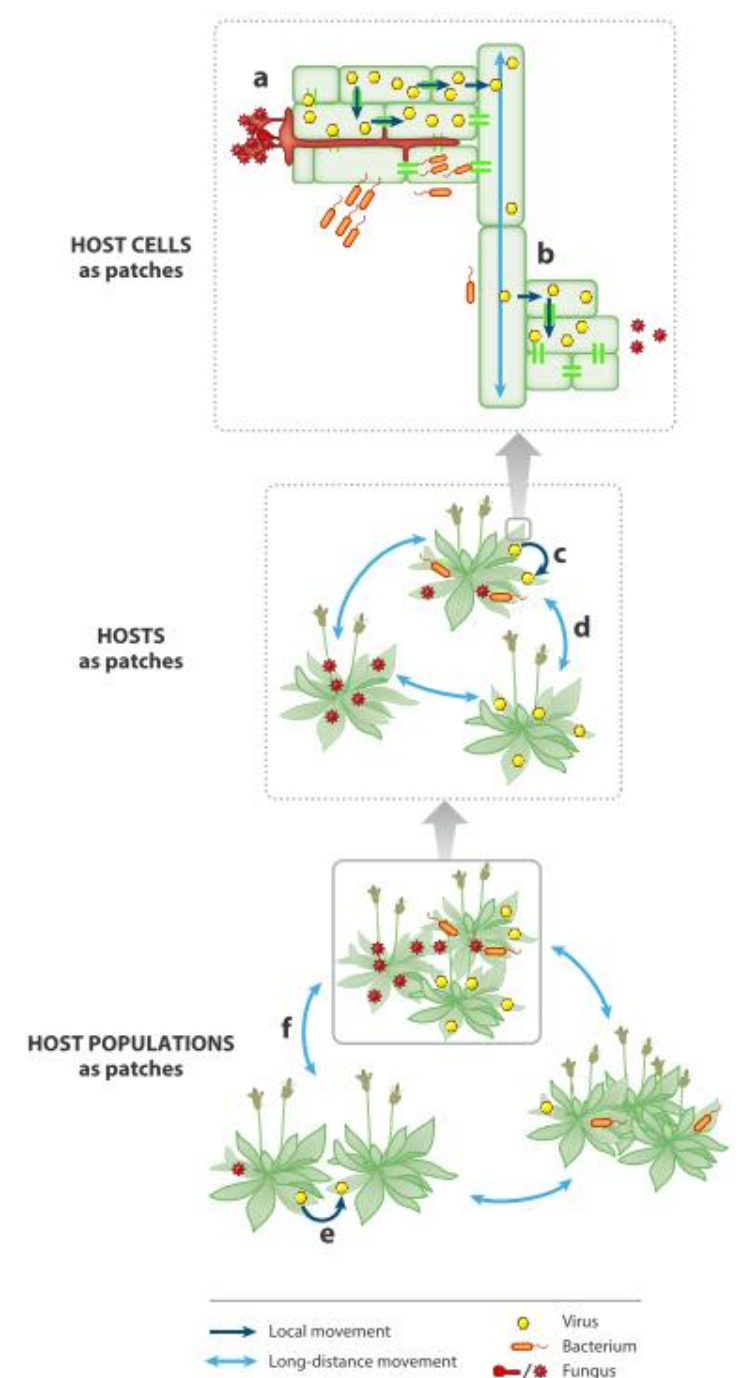 a
HOST CELLS
as patches
b
c
HOSTS
as patches
d
f
HOST POPULATIONS
as patches
e
Local movement
Long-distance movement
Virus
Bacterium
Fungus